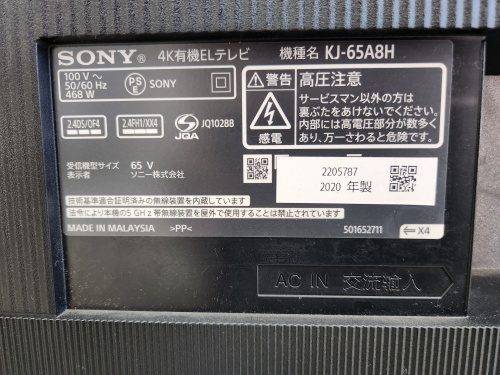 SONY® 4K有機ELテレビ 機種名 KJ-65A8H
100 V～
50/60 Hz
468 W
PS
E
SONY
⚠警告 高圧注意
サービスマン以外の方は
裏ぶたをあけないでください。
内部には高電圧部分が数多く
あり、万一さわると危険です。
感電
2.4DS/OF4 2.4FH1/XX4
JQA
JQ10288
受信機型サイズ 65 V
表示者 ソニー株式会社
2205787
2020 年製
技術基準適合証明済みの無線装置を内蔵しています
法令により本機の5 GHz帯無線装置を屋外で使用することは禁止されています
MADE IN MALAYSIA >PP< 501652711 X4
AC IN 交流輸入